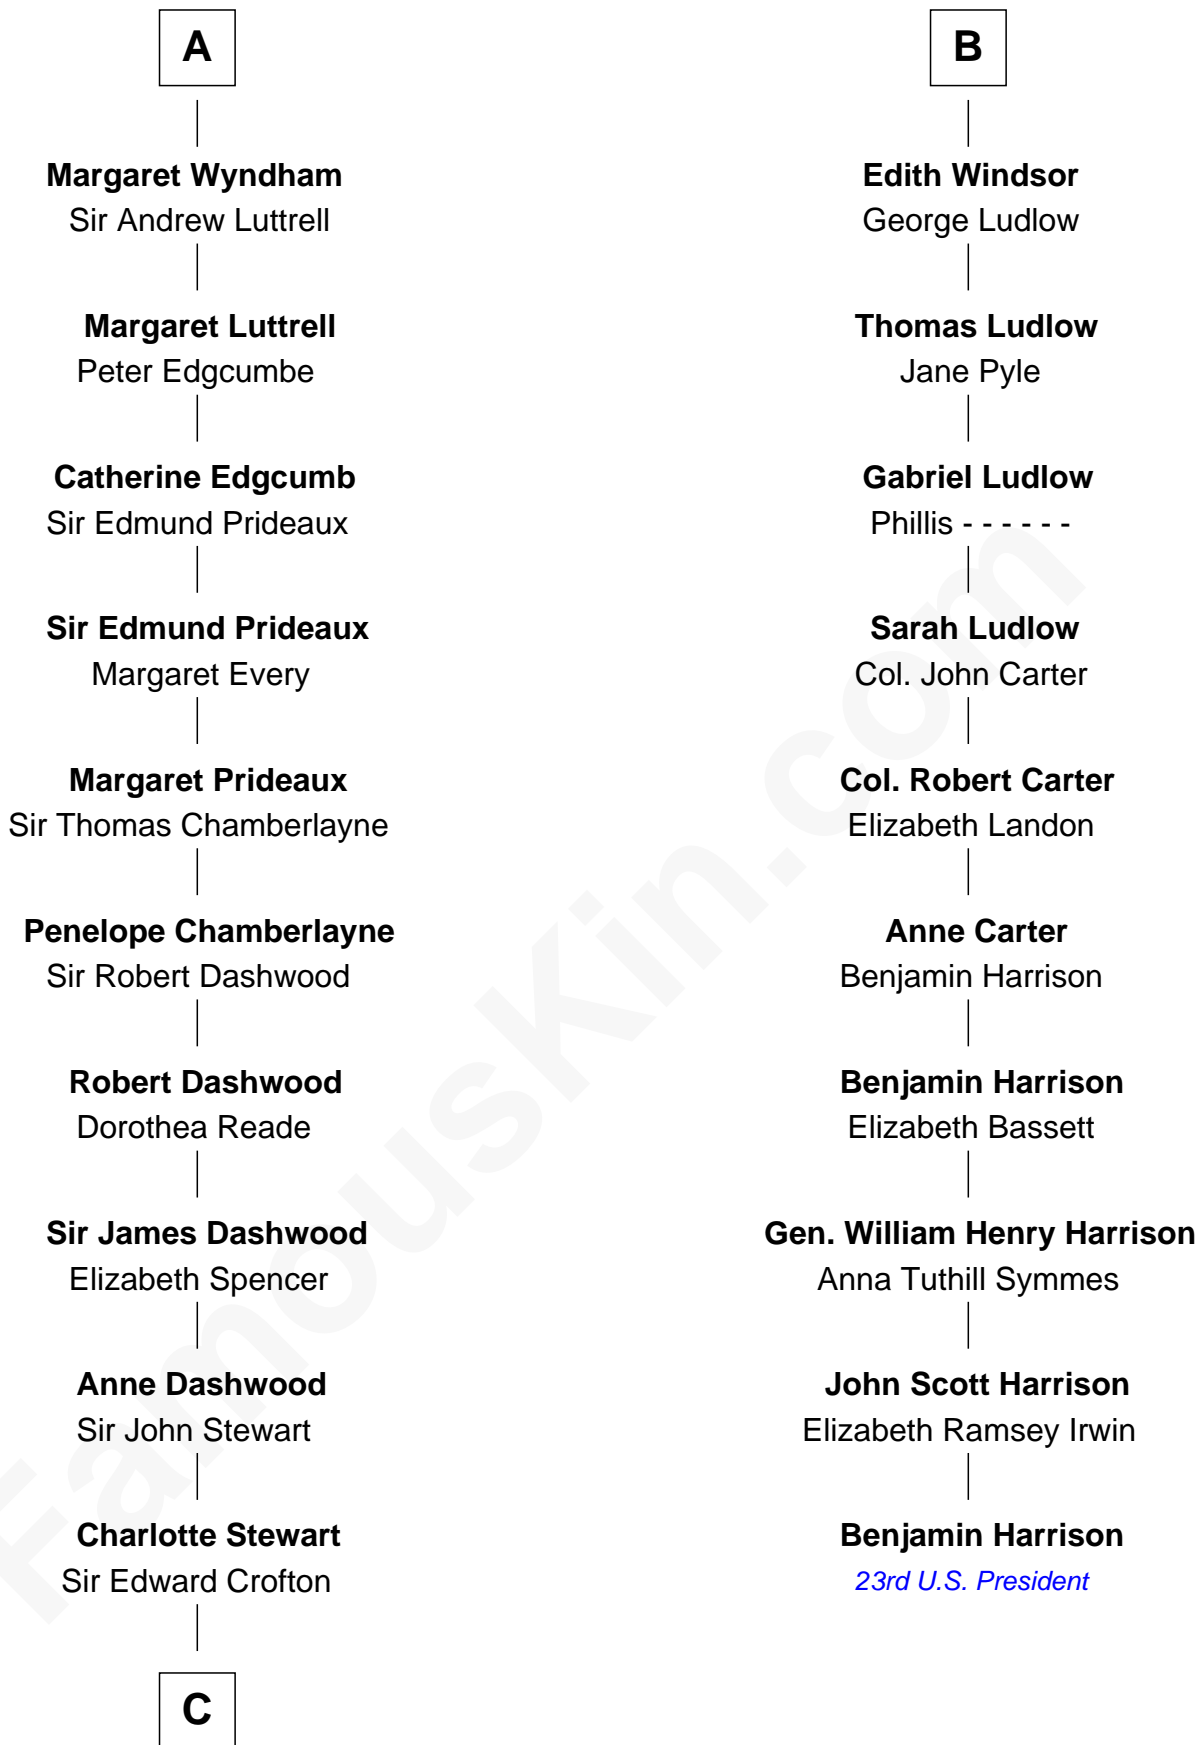 A
Margaret Wyndham
Sir Andrew Luttrell
Margaret Luttrell
Peter Edgcumbe
Catherine Edgcumb
Sir Edmund Prideaux
Sir Edmund Prideaux
Margaret Every
Margaret Prideaux
Sir Thomas Chamberlayne
Penelope Chamberlayne
Sir Robert Dashwood
Robert Dashwood
Dorothea Reade
Sir James Dashwood
Elizabeth Spencer
Anne Dashwood
Sir John Stewart
Charlotte Stewart
Sir Edward Crofton
C
B
Edith Windsor
George Ludlow
Thomas Ludlow
Jane Pyle
Gabriel Ludlow
Phillis - - - - - -
Sarah Ludlow
Col. John Carter
Col. Robert Carter
Elizabeth Landon
Anne Carter
Benjamin Harrison
Benjamin Harrison
Elizabeth Bassett
Gen. William Henry Harrison
Anna Tuthill Symmes
John Scott Harrison
Elizabeth Ramsey Irwin
Benjamin Harrison
23rd U.S. President
FamousKin.com